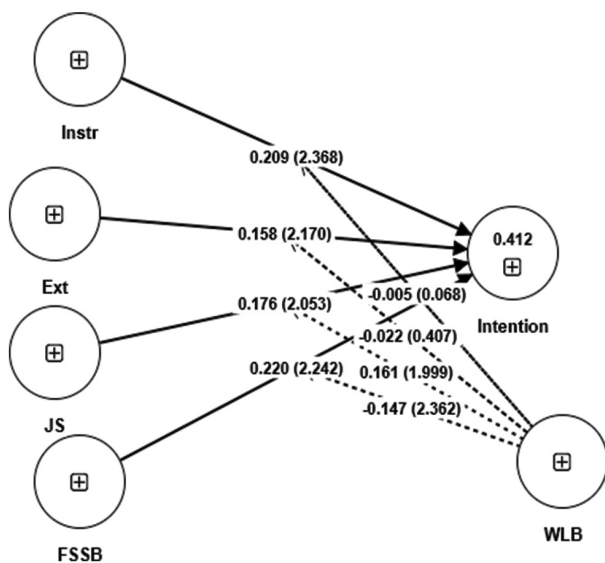 Instr
0.209 (2.368)
0.158 (2.170)
0.412
Ext
-0.005 (0.068)
0.176 (2.053)
Intention
-0.022 (0.407)
0.220 (2.242)
0.161 (1.999)
JS
-0.147 (2.362)
WLB
FSSB